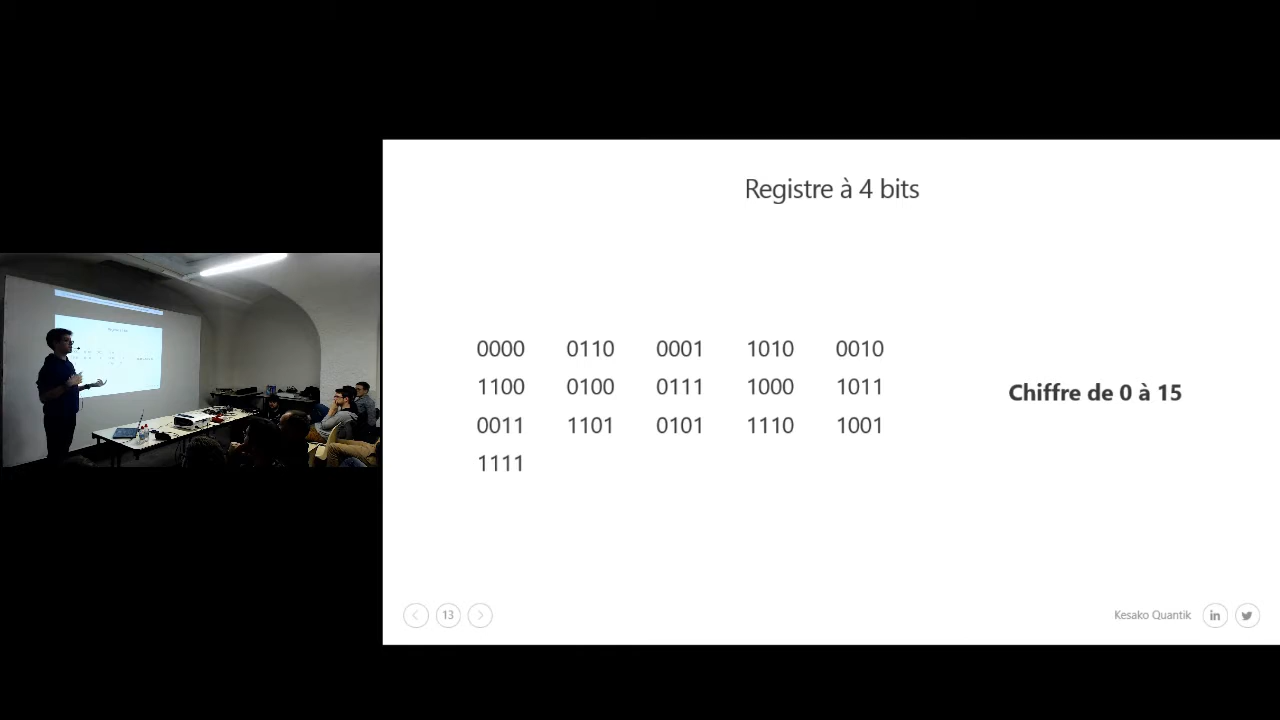 Registre à 4 bits
0000 0110 0001 1010 0010
1100 0100 0111 1000 1011
0011 1101 0101 1110 1001
1111
Chiffre de 0 à 15
13
Kesako Quantik
in